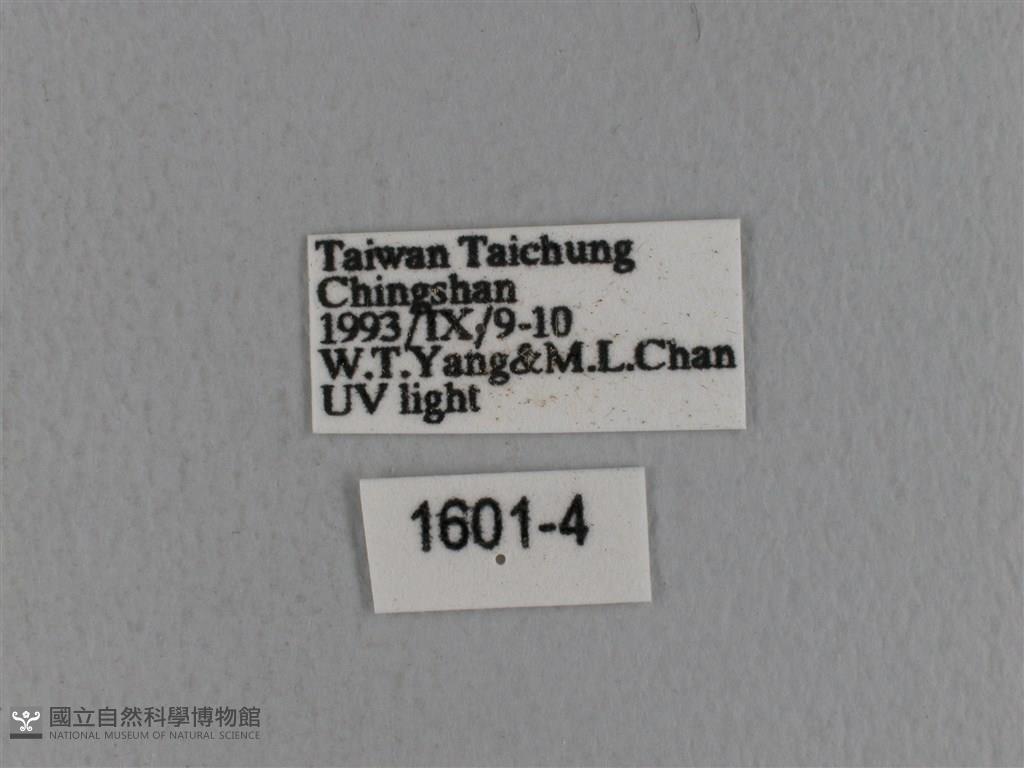 Taiwan Taichung
Chingshan
1993/IX/9-10
W.T.Yang&M.L.Chan
UV light
1601-4
國立自然科學博物館
NATIONAL MUSEUM OF NATURAL SCIENCE